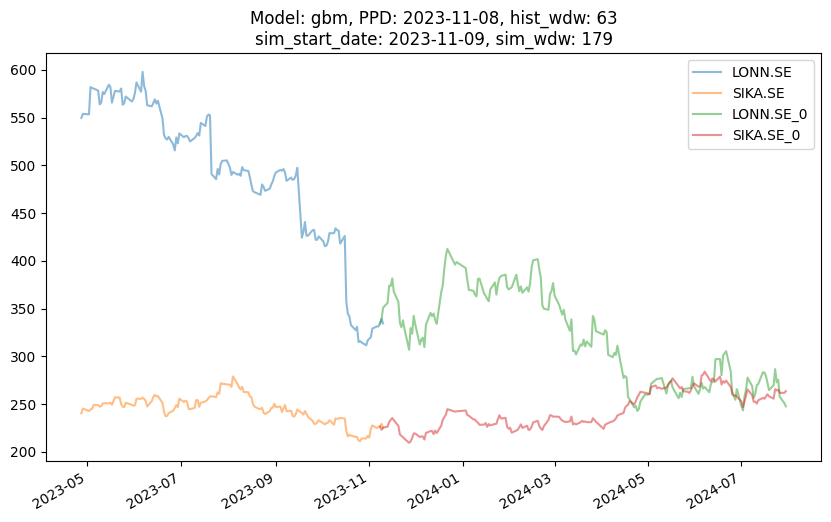 Model: gbm, PPD: 2023-11-08, hist_wdw: 63
sim_start_date: 2023-11-09, sim_wdw: 179
LONN.SE
SIKA.SE
LONN.SE_0
SIKA.SE_0
600
550
500
450
400
350
300
250
200
2023-05
2023-07
2023-09
2023-11
2024-01
2024-03
2024-05
2024-07